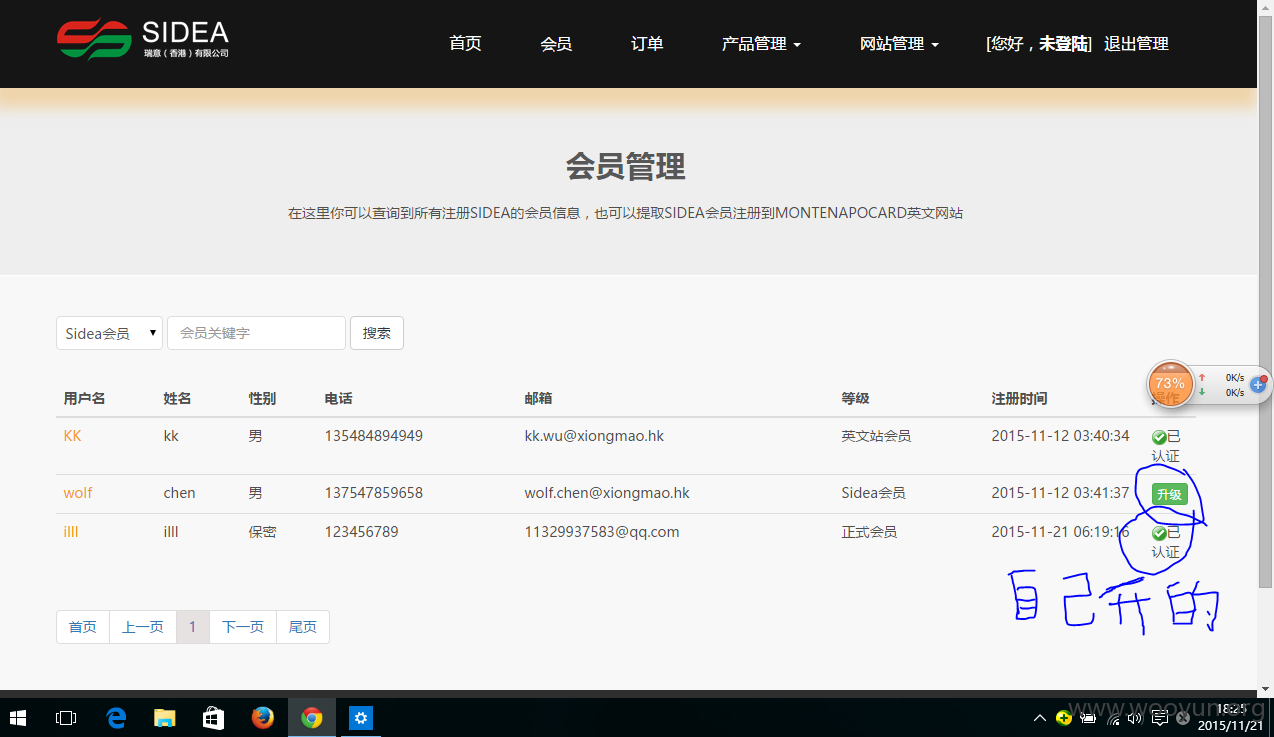 SIDEA
瑞意（香港）有限公司
首页 会员 订单 产品管理 网站管理 [您好，未登陆] 退出管理
会员管理
在这里你可以查询到所有注册SIDEA的会员信息，也可以提取SIDEA会员注册到MONTENAPOCARD英文网站
Sidea会员 会员关键字 搜索
73% 0K/s
0K/s
用户名 姓名 性别 电话 邮箱 等级 注册时间 操作
KK kk 男 135484894949 kk.wu@xiongmao.hk 英文站会员 2015-11-12 03:40:34 已
认证
wolf chen 男 137547859658 wolf.chen@xiongmao.hk Sidea会员 2015-11-12 03:41:37 升级
illl illl 保密 123456789 11329937583@qq.com 正式会员 2015-11-21 06:19:16 已
认证
自己开的
首页 上一页 1 下一页 尾页
www.wooyun.org
18:25
2015/11/21